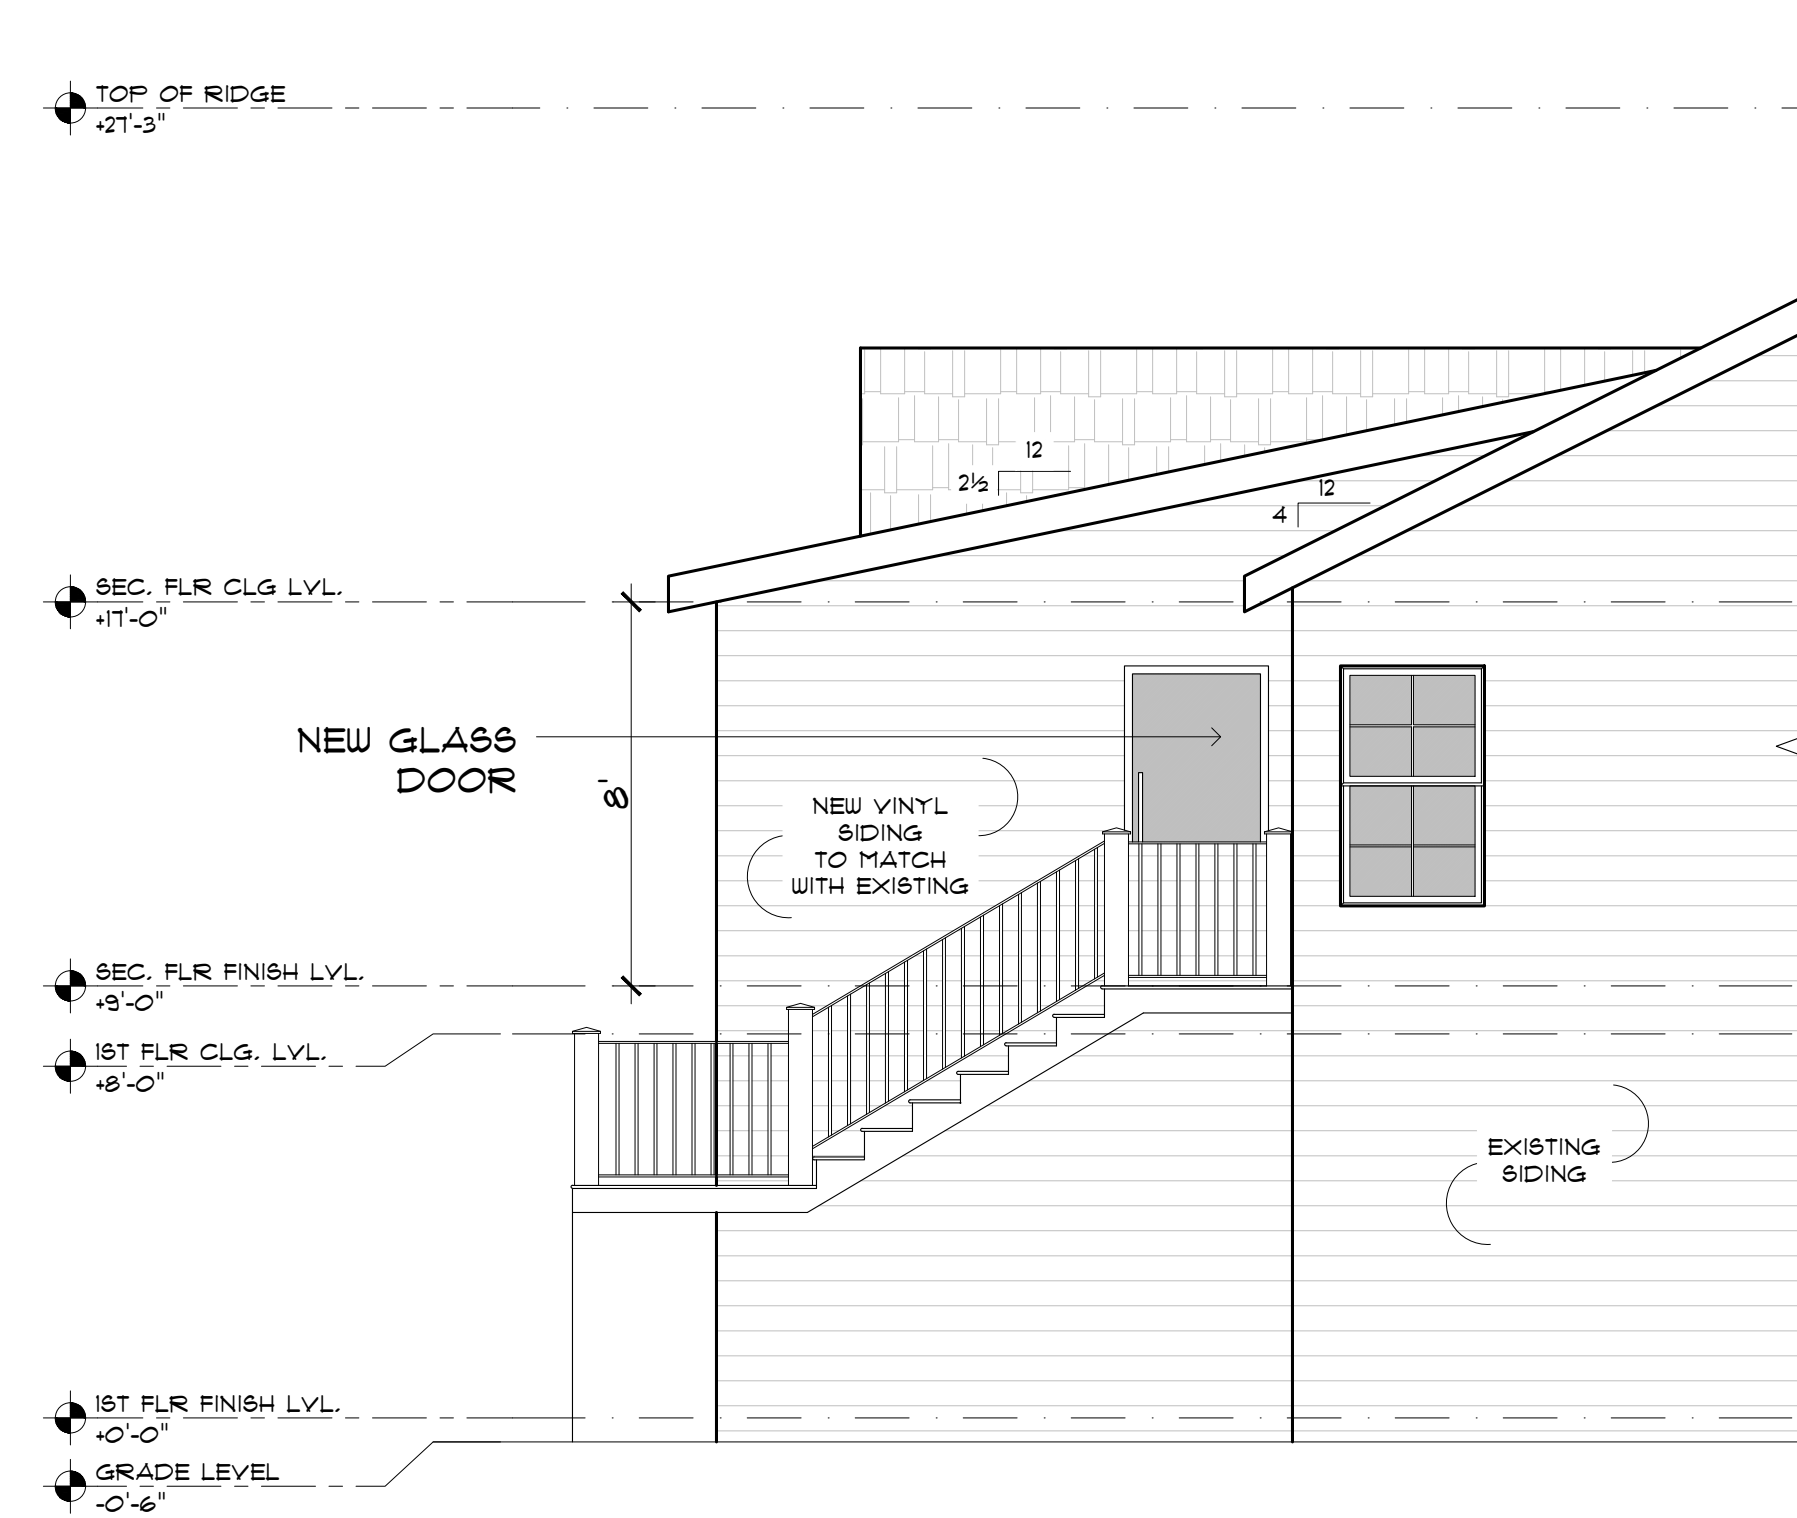 TOP OF RIDGE
+27'-3"
12
2½
12
4
SEC. FLR CLG LVL.
+17'-0"
NEW GLASS
DOOR
8'
NEW VINYL
SIDING
TO MATCH
WITH EXISTING
SEC. FLR FINISH LVL.
+9'-0"
1ST FLR CLG. LVL.
+8'-0"
EXISTING
SIDING
1ST FLR FINISH LVL.
+0'-0"
GRADE LEVEL
-0'-6"